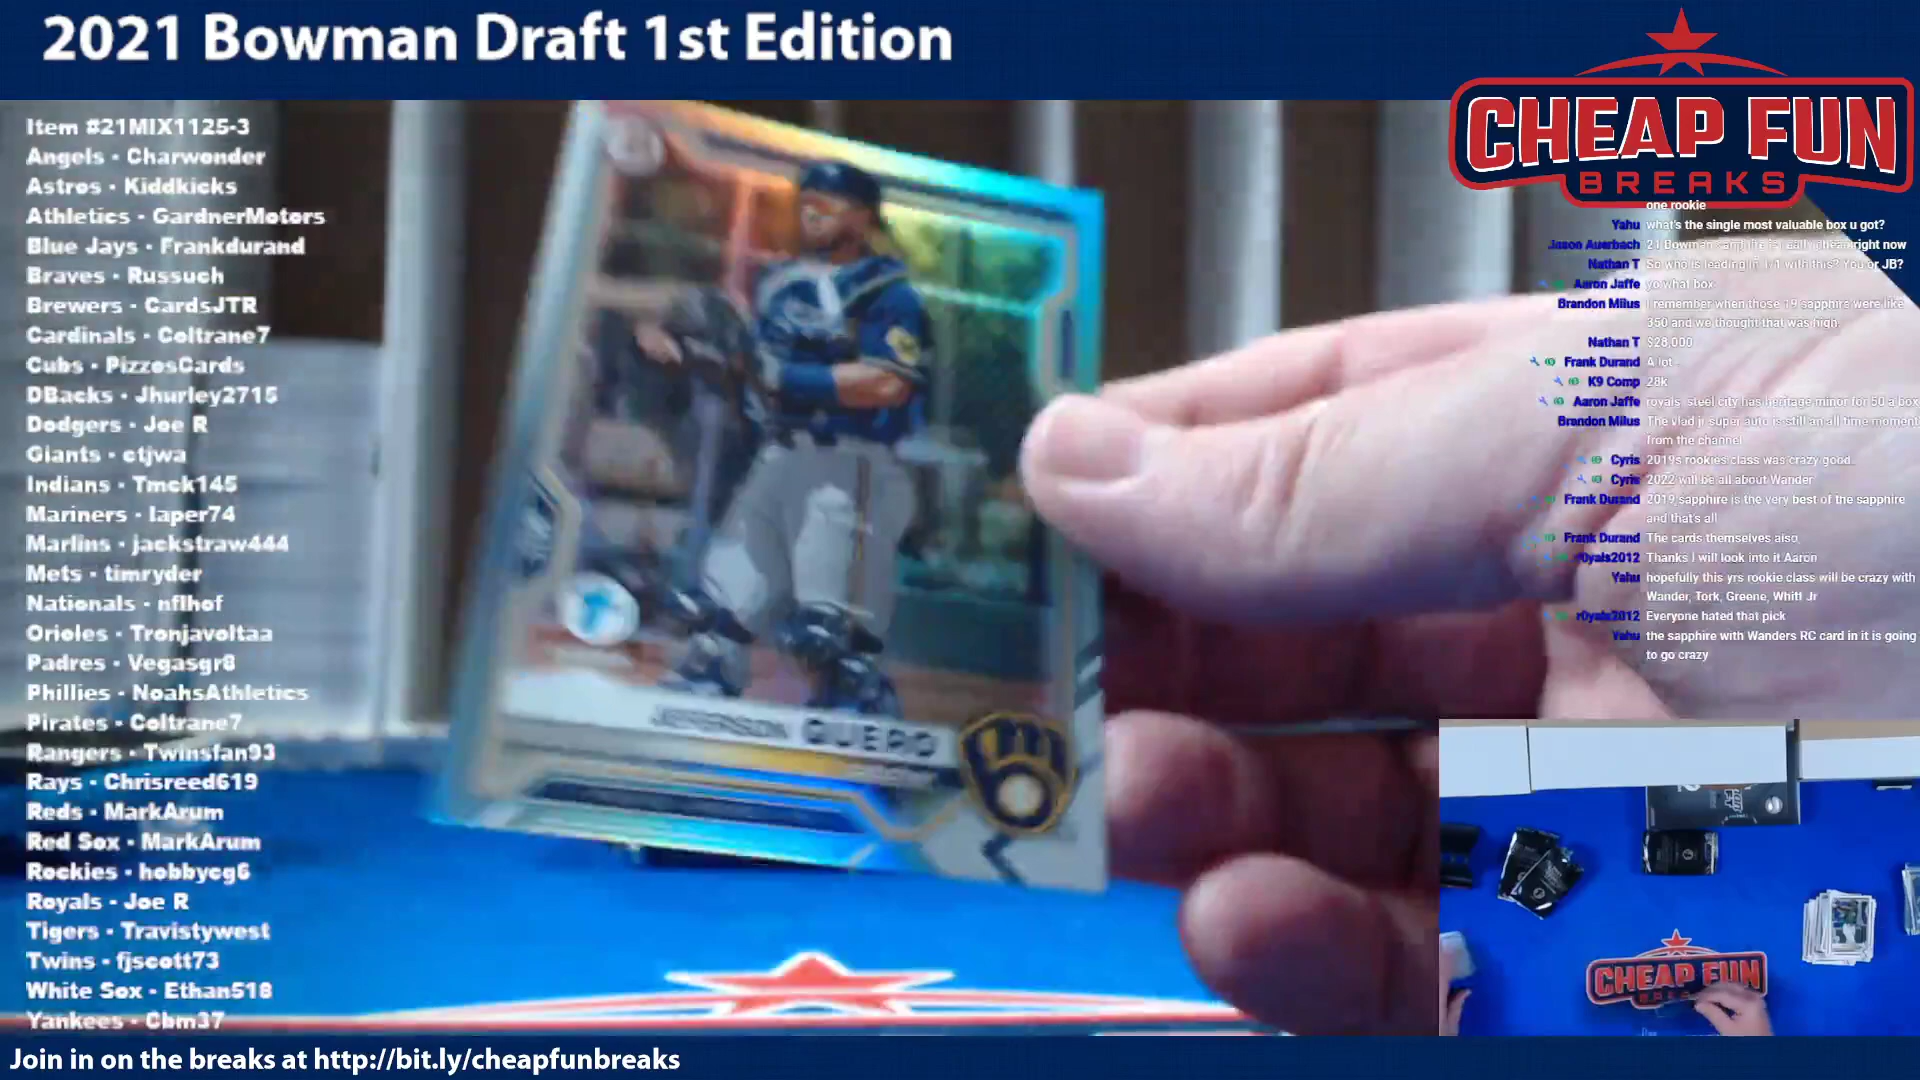 2021 Bowman Draft 1st Edition
CHEAP FUN
BREAKS
Item #21MIX1125-3
Angels - Charwonder
Astros - Kiddkicks
Athletics - GardnerMotors
Blue Jays - Frankdurand
Braves - Russuch
Brewers - CardsJTR
Cardinals - Coltrane7
Cubs - PizzosCards
DBacks - Jhurley2715
Dodgers - Joe R
Giants - ctjwa
Indians - Tmck145
Mariners - laper74
Marlins - jackstraw444
Mets - timryder
Nationals - nflhof
Orioles - Tronjavoltaa
Padres - Vegasgr8
Phillies - NoahsAthletics
Pirates - Coltrane7
Rangers - Twinsfan93
Rays - Chrisreed619
Reds - MarkArum
Red Sox - MarkArum
Rockies - hobbycg6
Royals - Joe R
Tigers - Travistywest
Twins - fjscott73
White Sox - Ethan518
Yankees - Cbm37
JEFERSON QUERO
one rookie
Yahu what's the single most valuable box u got?
Jason Auerbach 21 Bowman right now
Nathan T So who is leading in 1/1 with this? You or JB?
Aaron Jaffe yo what box
Brandon Milus I remember when those 19 sapphire were like
350 and we thought that was high.
Nathan T $28,000
Frank Durand A lot
K9 Comp 28k
Aaron Jaffe royals steel city has heritage minor for 50 a box
Brandon Milus The vlad jr super auto is still an all time moment
from the channel
Cyris 2019s rookies class was crazy good.
Cyris 2022 will be all about Wander
Frank Durand 2019 sapphire is the very best of the sapphire
and that's all
Frank Durand The cards themselves also,
r0yals2012 Thanks I will look into it Aaron
Yahu hopefully this yrs rookie class will be crazy with
Wander, Tork, Greene, Whitt Jr
r0yals2012 Everyone hated that pick
Yahu the sapphire with Wanders RC card in it is going
to go crazy
CHEAP FUN
Join in on the breaks at http://bit.ly/cheapfunbreaks